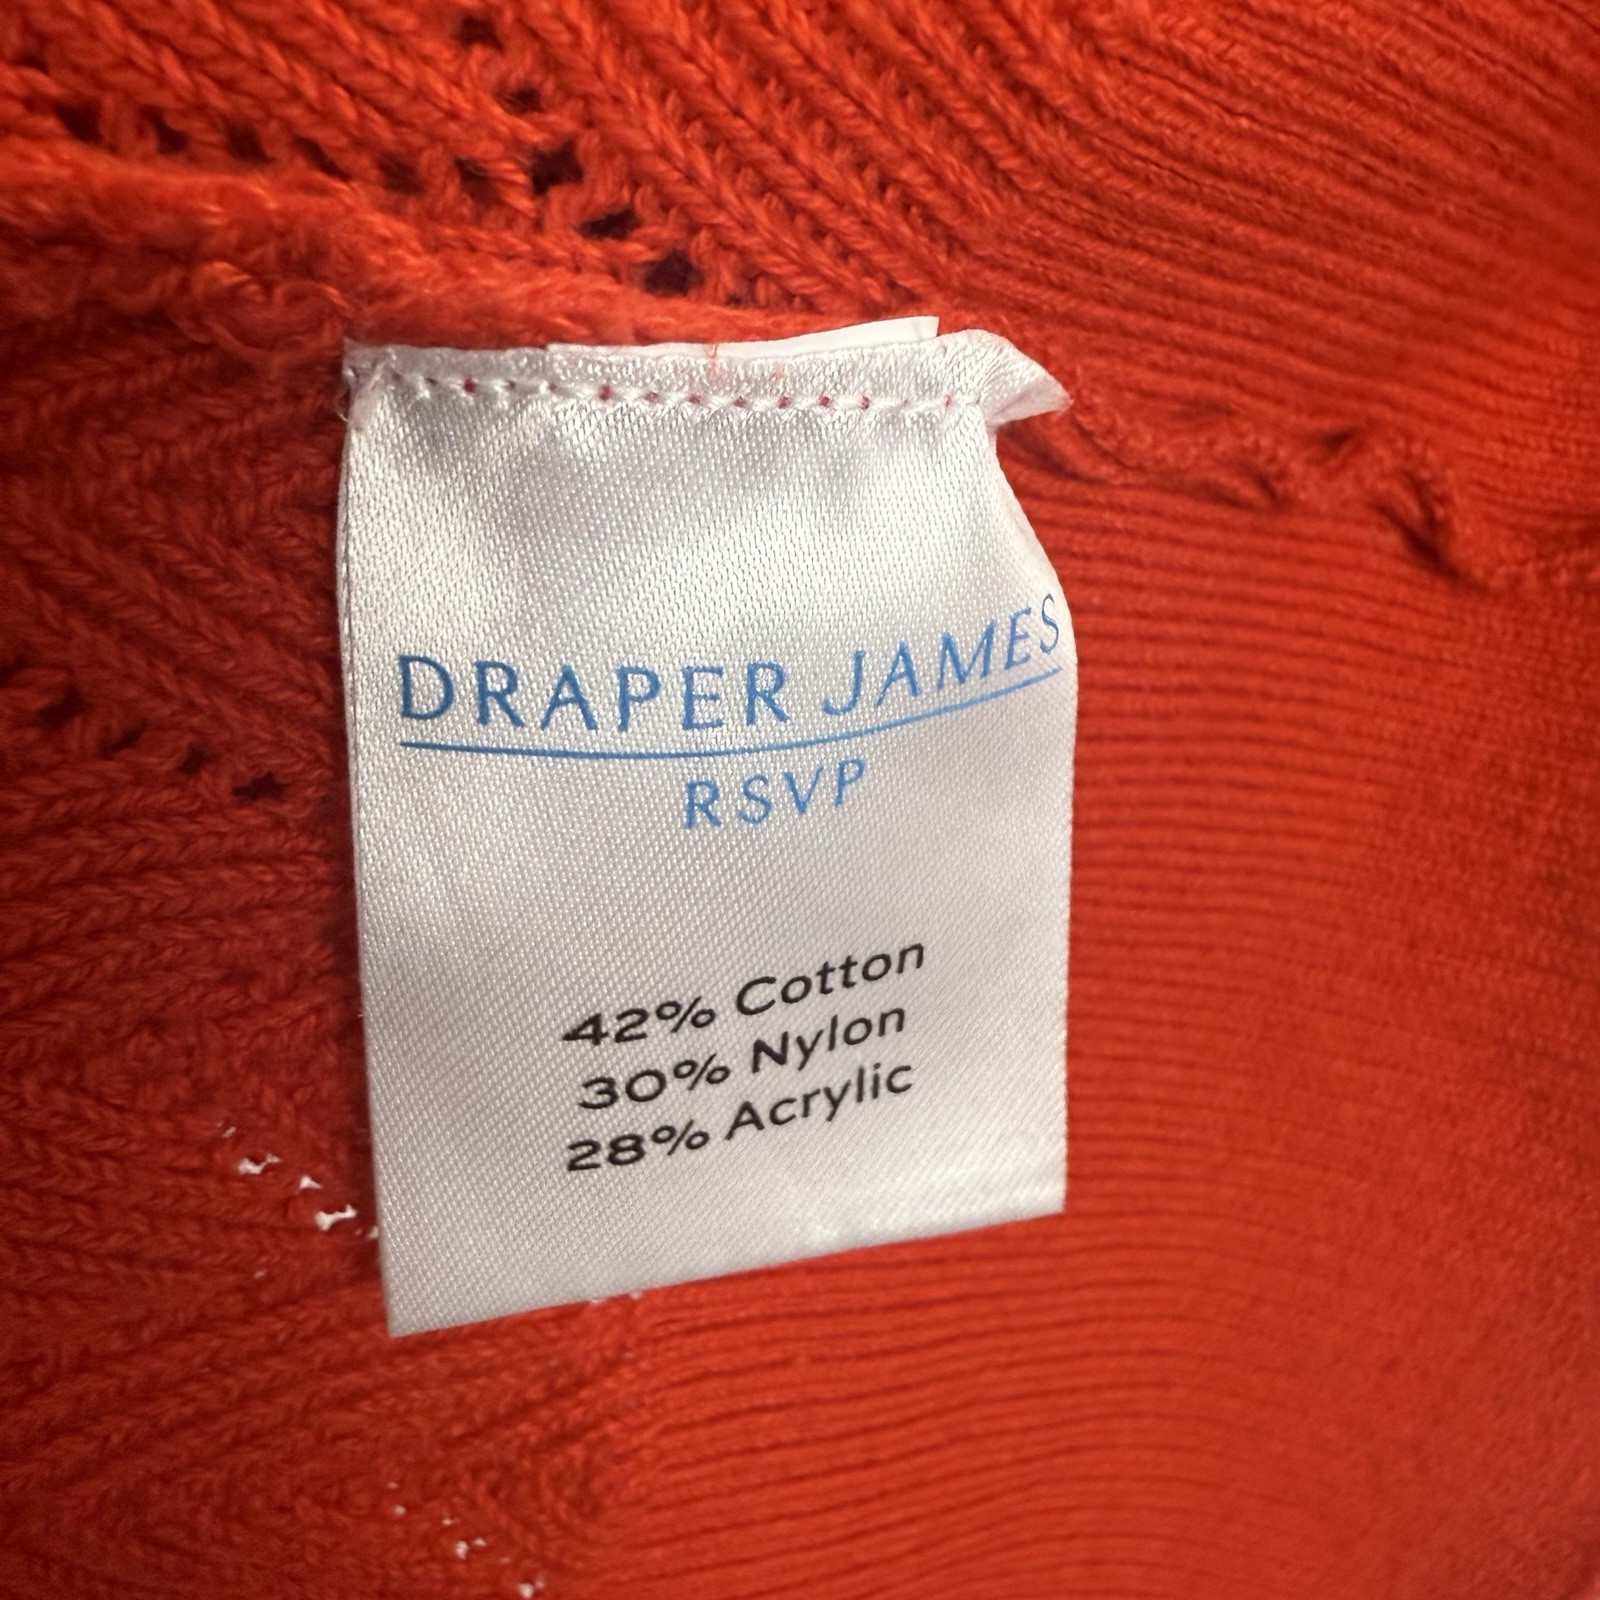 DRAPER JAMES
RSVP
42% Cotton
30% Nylon
28% Acrylic